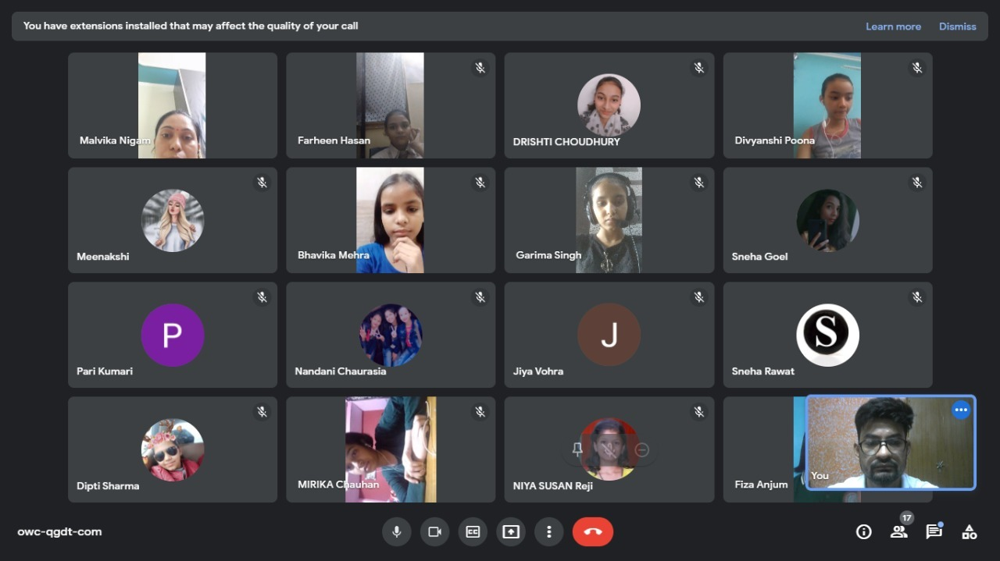 You have extensions installed that may affect the quality of your call
Learn more
Dismiss
Malvika Nigam
Farheen Hasan
DRISHTI CHOUDHURY
Divyanshi Poona
Meenakshi
Bhavika Mehra
Garima Singh
Sneha Goel
P
Pari Kumari
Nandani Chaurasia
J
Jiya Vohra
S
Sneha Rawat
Dipti Sharma
MIRIKA Chauhan
NIYA SUSAN Reji
Fiza Anjum
You
owc-qgdt-com
CC
17